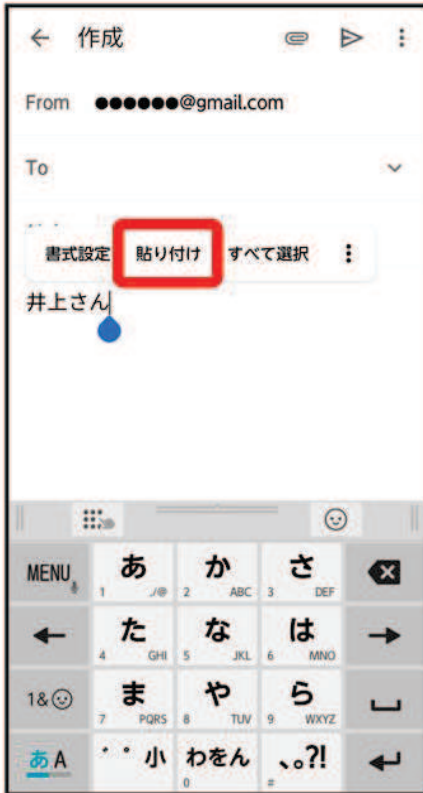 作成
From ●●●●●●@gmail.com
To
書式設定 貼り付け すべて選択
井上さん
MENU あ か さ
1 ./@ 2 ABC 3 DEF
た な は
4 GHI 5 JKL 6 MNO
1& ま や ら
7 PQRS 8 TUV 9 WXYZ
あA ゛゜小 わをん 、。?!
0 #